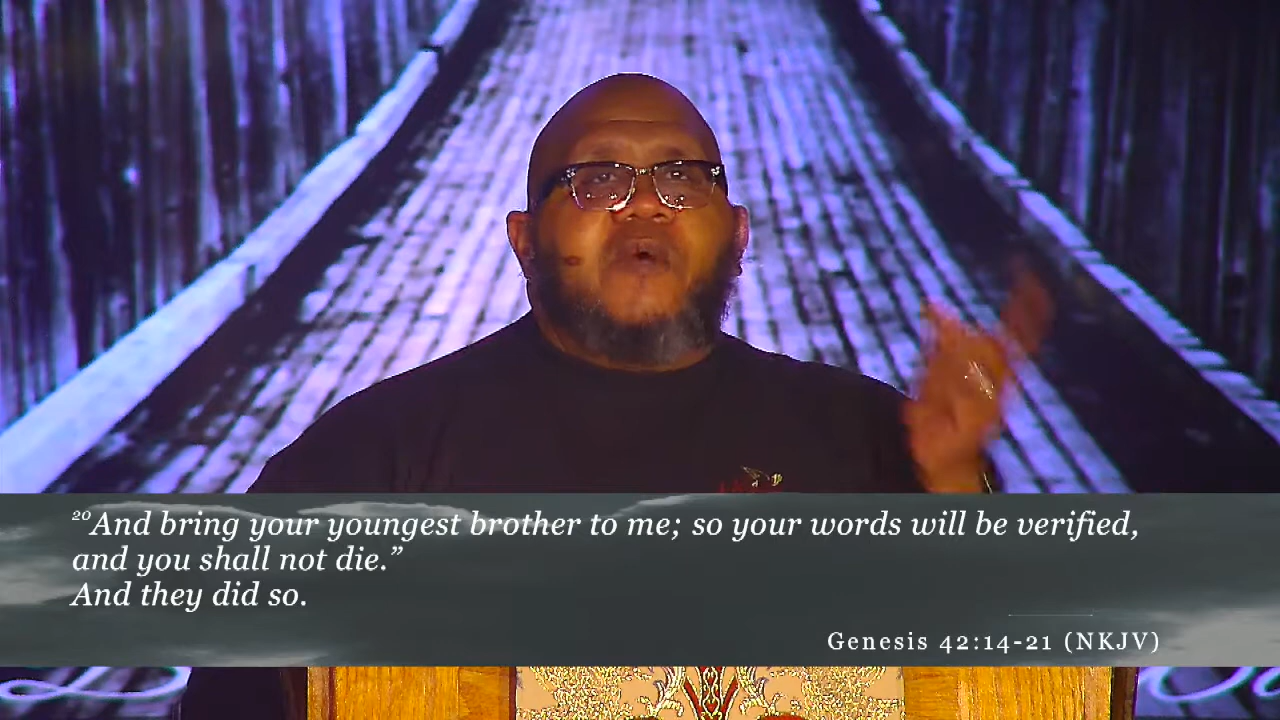 ²⁰And bring your youngest brother to me; so your words will be verified,
and you shall not die.”
And they did so.
Genesis 42:14-21 (NKJV)